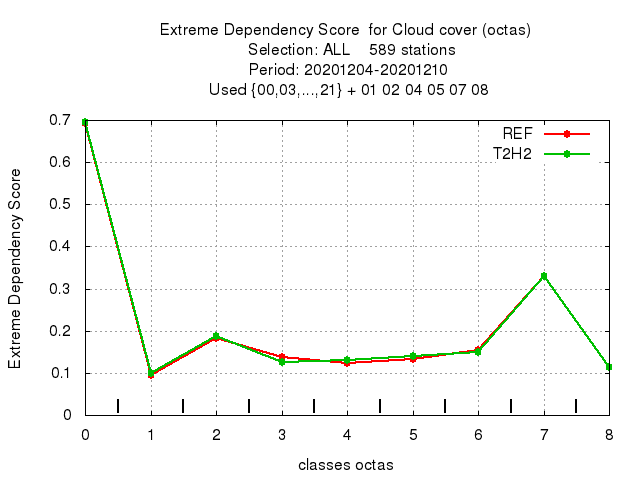 Extreme Dependency Score  for Cloud cover (octas)
Selection: ALL    589 stations
Period: 20201204-20201210
Used {00,03,...,21} + 01 02 04 05 07 08
REF
T2H2
Extreme Dependency Score
0.7
0.6
0.5
0.4
0.3
0.2
0.1
0
0 1 2 3 4 5 6 7 8
classes octas